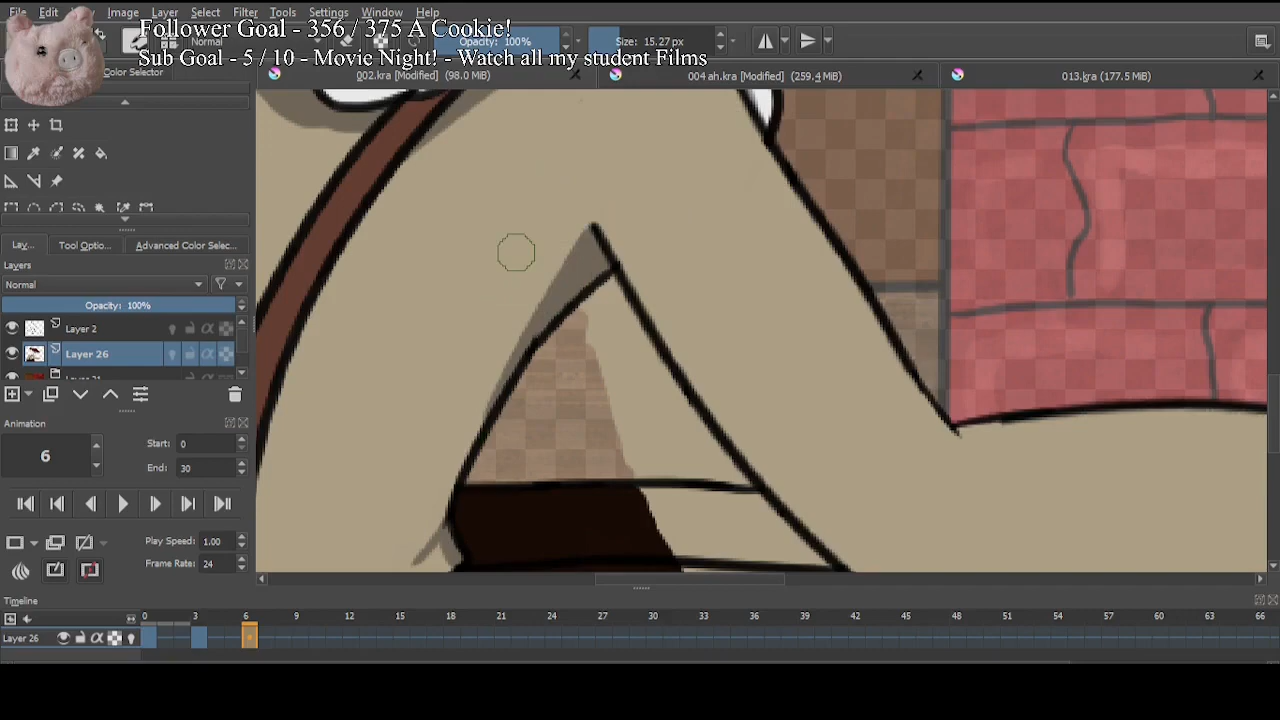 File Edit Image Layer Select Filter Tools Settings Window Help
Follower Goal - 356 / 375 A Cookie!
Normal Opacity: 100% Size: 15.27 px
Sub Goal - 5 / 10 - Movie Night! - Watch all my student Films
Color Selector
002.kra [Modified] (98.0 MiB)
004 ah.kra [Modified] (259.4 MiB)
013.kra (177.5 MiB)
Lay... Tool Optio... Advanced Color Selec...
Layers
Normal
Opacity: 100%
Layer 2
Layer 26
Animation
6
Start: 0
End: 30
Play Speed: 1.00
Frame Rate: 24
Timeline
0 3 6 9 12 15 18 21 24 27 30 33 36 39 42 45 48 51 54 57 60 63 66
Layer 26